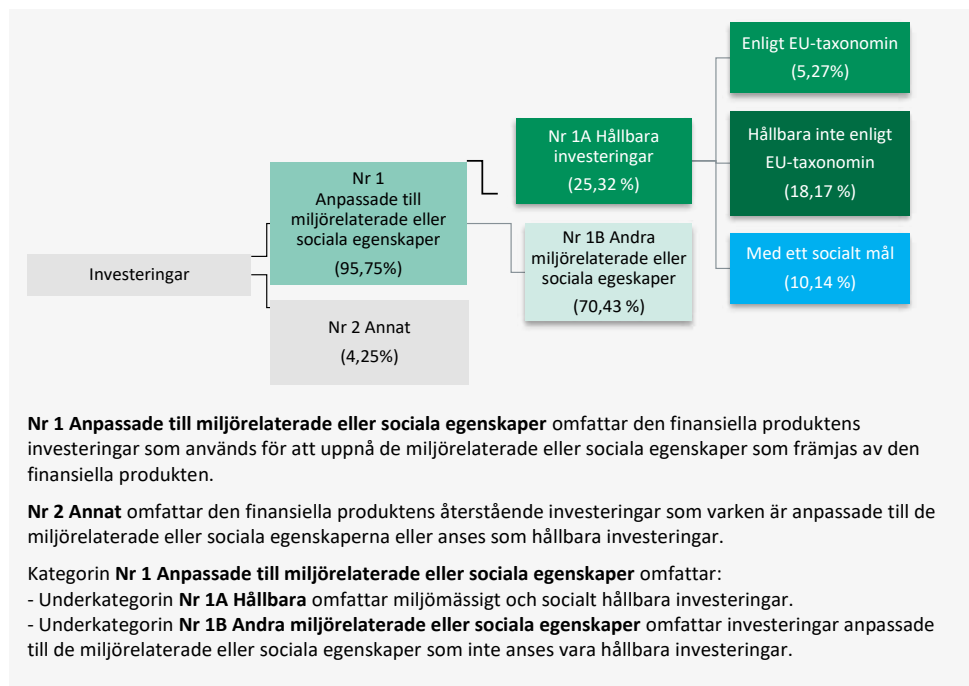 Enligt EU-taxonomin
(5,27%)
Nr 1A Hållbara
investeringar
(25,32 %)
Hållbara inte enligt
EU-taxonomin
(18,17 %)
Nr 1
Anpassade till
miljörelaterade eller
sociala egenskaper
(95,75%)
Nr 1B Andra
miljörelaterade eller
sociala egeskaper
(70,43 %)
Med ett socialt mål
(10,14 %)
Investeringar
Nr 2 Annat
(4,25%)
Nr 1 Anpassade till miljörelaterade eller sociala egenskaper omfattar den finansiella produktens
investeringar som används för att uppnå de miljörelaterade eller sociala egenskaper som främjas av den
finansiella produkten.
Nr 2 Annat omfattar den finansiella produktens återstående investeringar som varken är anpassade till de
miljörelaterade eller sociala egenskaperna eller anses som hållbara investeringar.
Kategorin Nr 1 Anpassade till miljörelaterade eller sociala egenskaper omfattar:
- Underkategorin Nr 1A Hållbara omfattar miljömässigt och socialt hållbara investeringar.
- Underkategorin Nr 1B Andra miljörelaterade eller sociala egenskaper omfattar investeringar anpassade
till de miljörelaterade eller sociala egenskaper som inte anses vara hållbara investeringar.